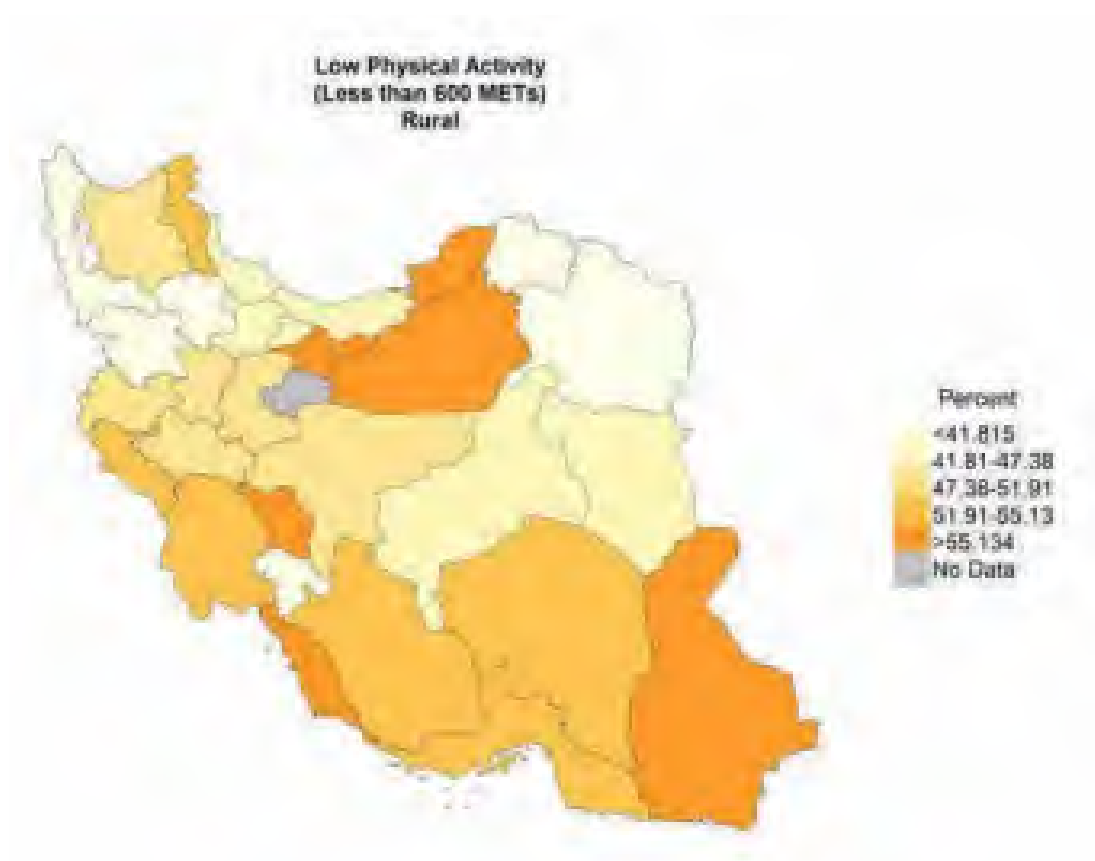 Low Physical Activity
(Less than 600 METs)
Rural
Percent
<41.815
41.81-47.38
47.38-51.91
51.91-55.13
>55.134
No Data